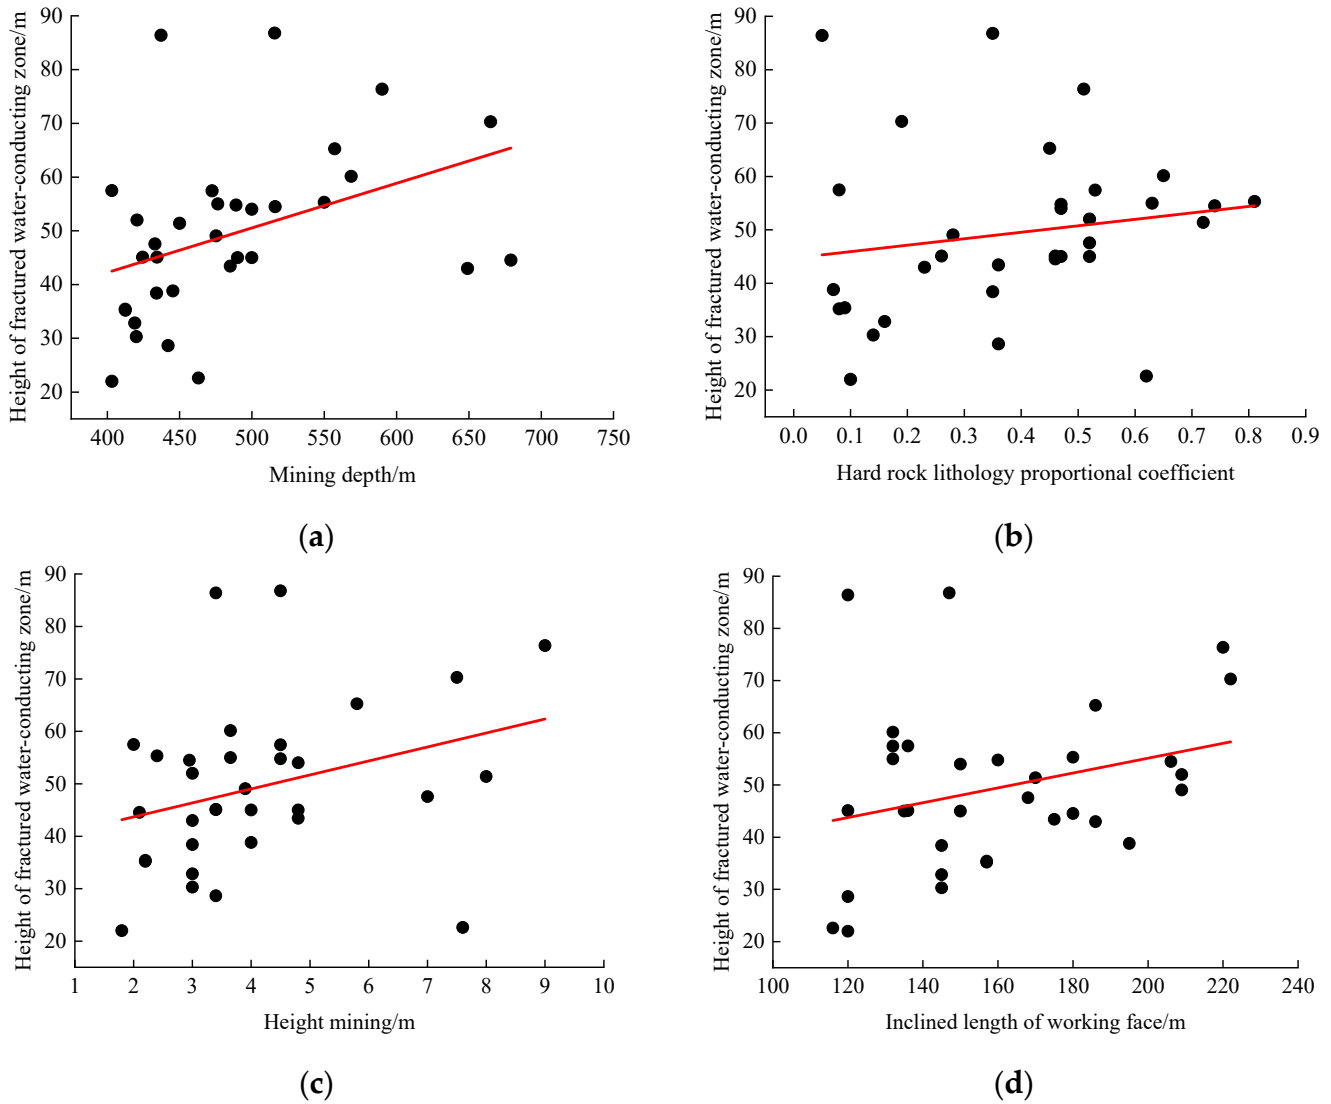 Height of fractured water-conducting zone/m
90
80
70
60
50
40
30
20
400 450 500 550 600 650 700 750
Mining depth/m
(a)
Height of fractured water-conducting zone/m
90
80
70
60
50
40
30
20
0.0 0.1 0.2 0.3 0.4 0.5 0.6 0.7 0.8 0.9
Hard rock lithology proportional coefficient
(b)
Height of fractured water-conducting zone/m
90
80
70
60
50
40
30
20
1 2 3 4 5 6 7 8 9 10
Height mining/m
(c)
Height of fractured water-conducting zone/m
90
80
70
60
50
40
30
20
100 120 140 160 180 200 220 240
Inclined length of working face/m
(d)